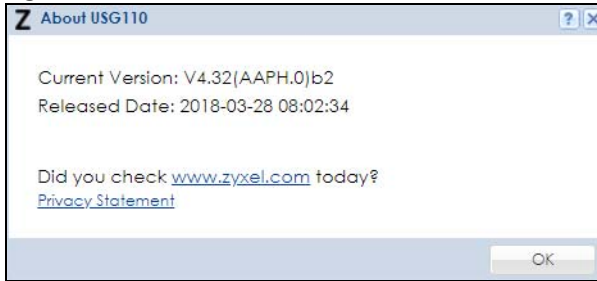 Z About USG110 ? X
Current Version: V4.32(AAPH.0)b2
Released Date: 2018-03-28 08:02:34
Did you check www.zyxel.com today?
Privacy Statement
OK